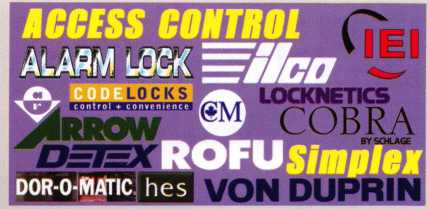 ACCESS CONTROL
IEI
ALARM LOCK
ilco
CODELOCKS
control + convenience
LOCKNETICS
CM
COBRA
BY SCHLAGE
ARROW
DETEX
ROFU
Simplex
DOR-O-MATIC.
hes
VON DUPRIN